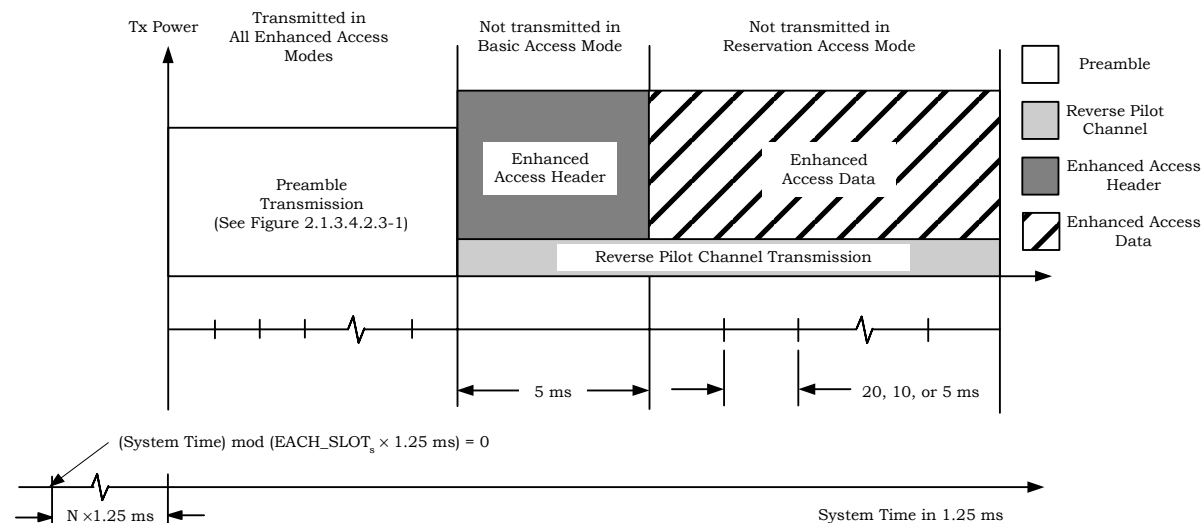 Tx Power
Transmitted in
All Enhanced Access
Modes
Not transmitted in
Basic Access Mode
Not transmitted in
Reservation Access Mode
Preamble
Reverse Pilot
Channel
Enhanced Access
Header
Enhanced Access
Data
Preamble
Transmission
(See Figure 2.1.3.4.2.3-1)
Enhanced
Access Header
Enhanced
Access Data
Reverse Pilot Channel Transmission
5 ms
20, 10, or 5 ms
(System Time) mod (EACH_SLOTs × 1.25 ms) = 0
N ×1.25 ms
System Time in 1.25 ms